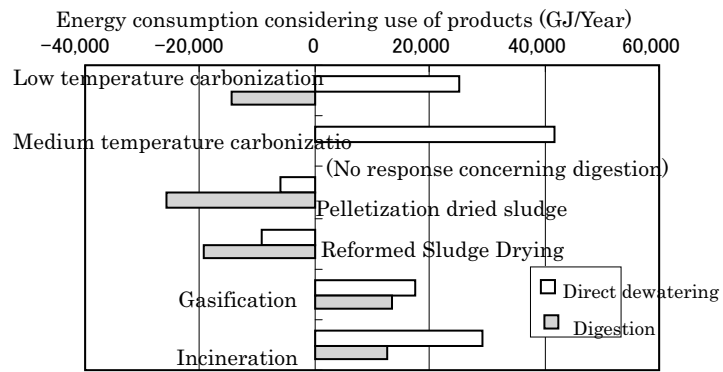 Energy consumption considering use of products (GJ/Year)
−40,000 −20,000 0 20,000 40,000 60,000
Low temperature carbonization
Medium temperature carbonizatio
(No response concerning digestion)
Pelletization dried sludge
Reformed Sludge Drying
Gasification
Direct dewatering
Digestion
Incineration